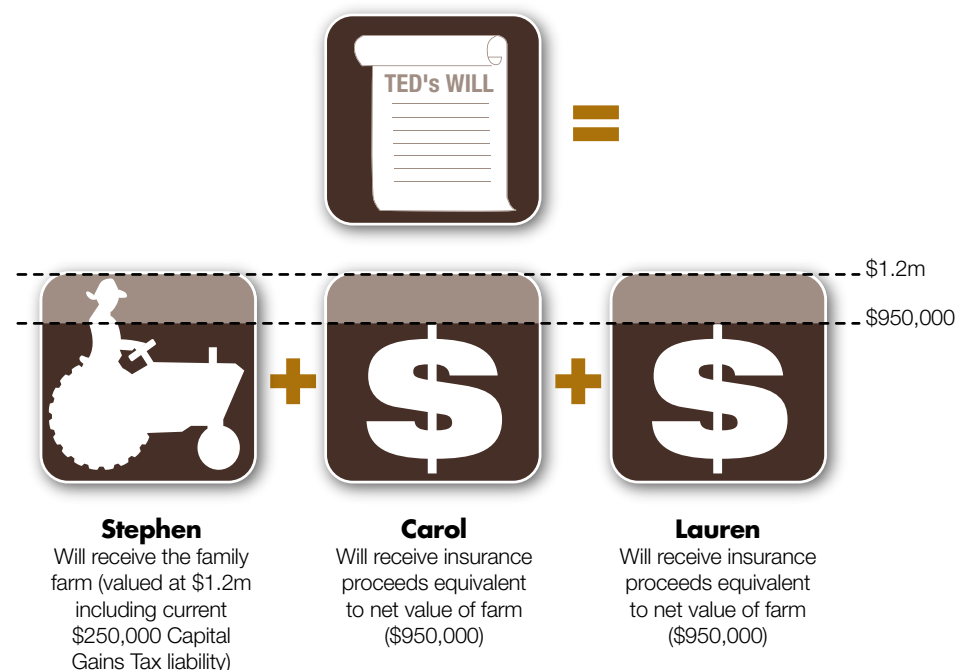 TED's WILL
=
$1.2m
$950,000
+
$
+
$
Stephen
Will receive the family
farm (valued at $1.2m
including current
$250,000 Capital
Gains Tax liability)
Carol
Will receive insurance
proceeds equivalent
to net value of farm
($950,000)
Lauren
Will receive insurance
proceeds equivalent
to net value of farm
($950,000)